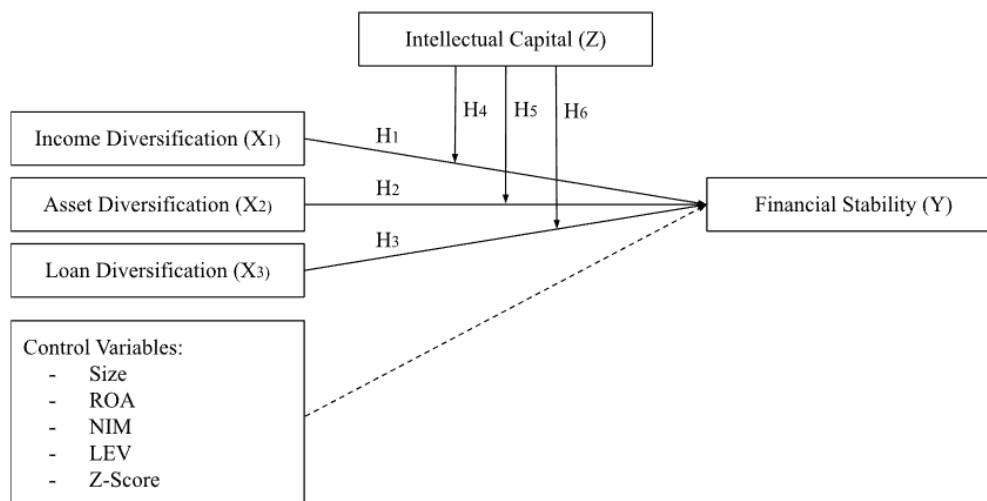 Intellectual Capital (Z)
H4
H5
H6
Income Diversification (X1)
H1
Asset Diversification (X2)
H2
Financial Stability (Y)
Loan Diversification (X3)
H3
Control Variables:
- Size
- ROA
- NIM
- LEV
- Z-Score